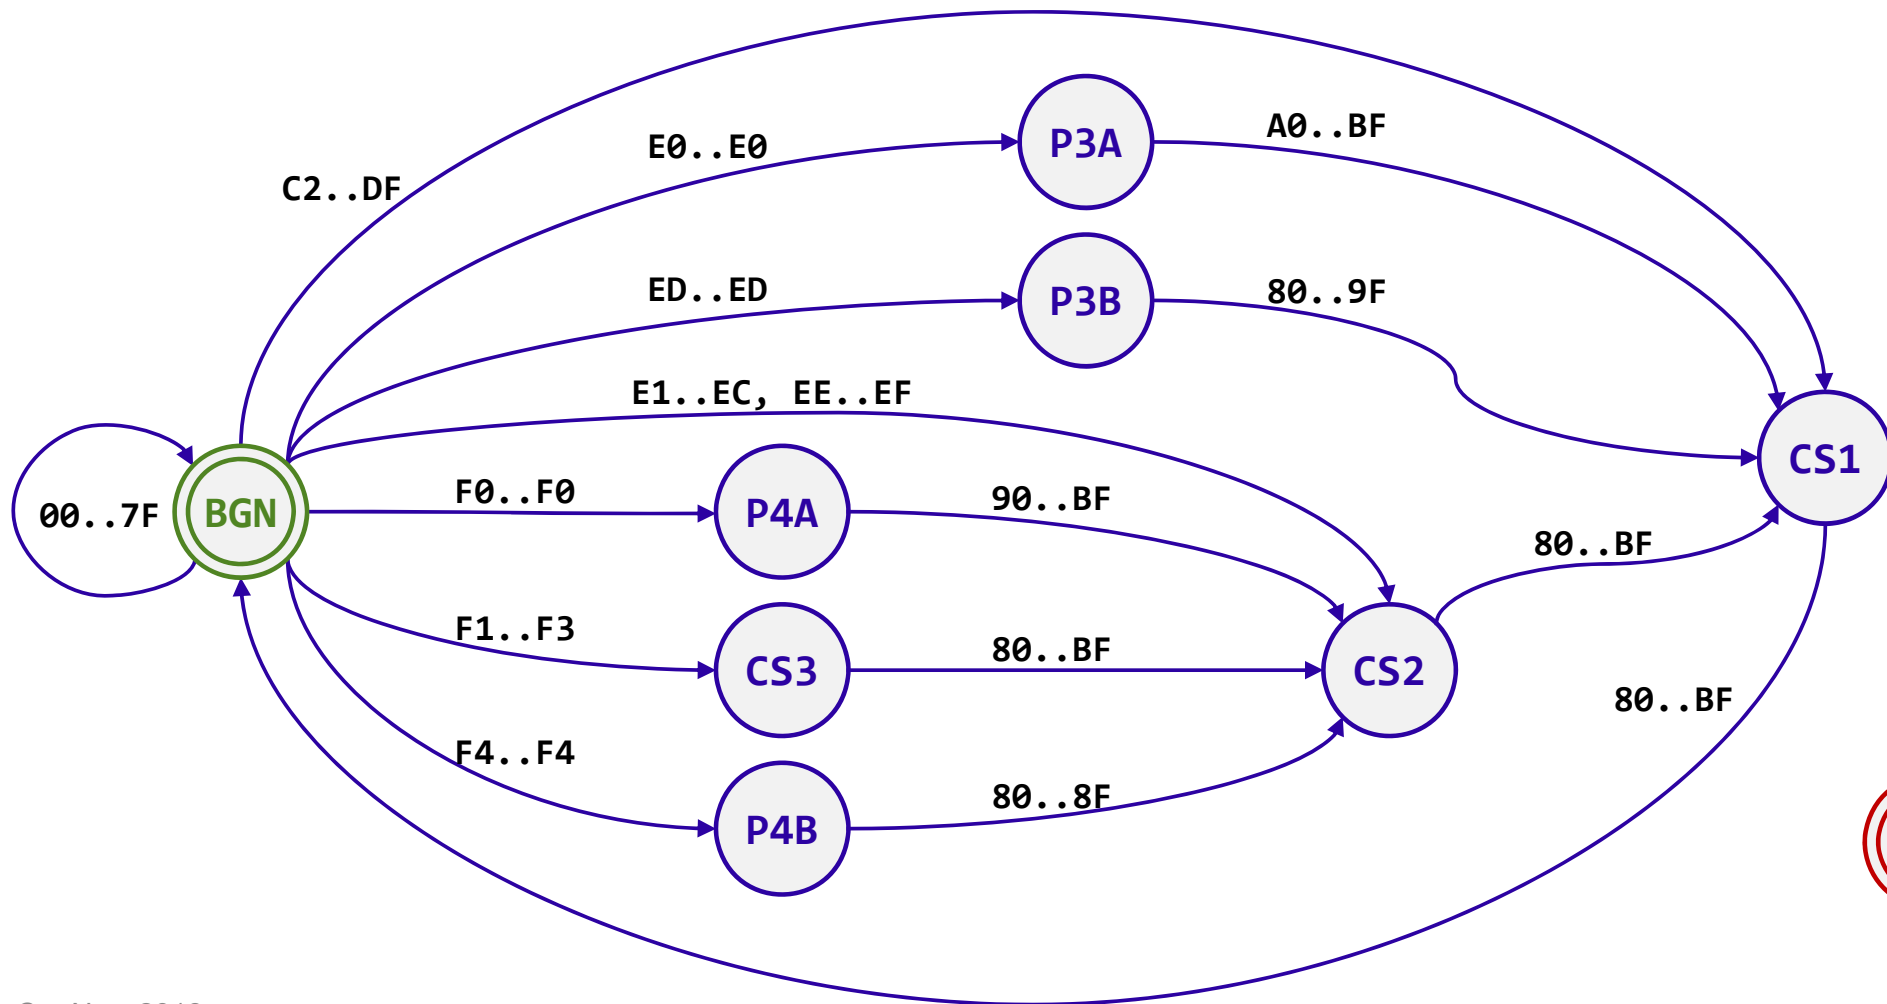 E0..E0
P3A
A0..BF
C2..DF
ED..ED
P3B
80..9F
E1..EC, EE..EF
CS1
00..7F
BGN
F0..F0
P4A
90..BF
80..BF
F1..F3
CS3
80..BF
CS2
80..BF
F4..F4
P4B
80..8F